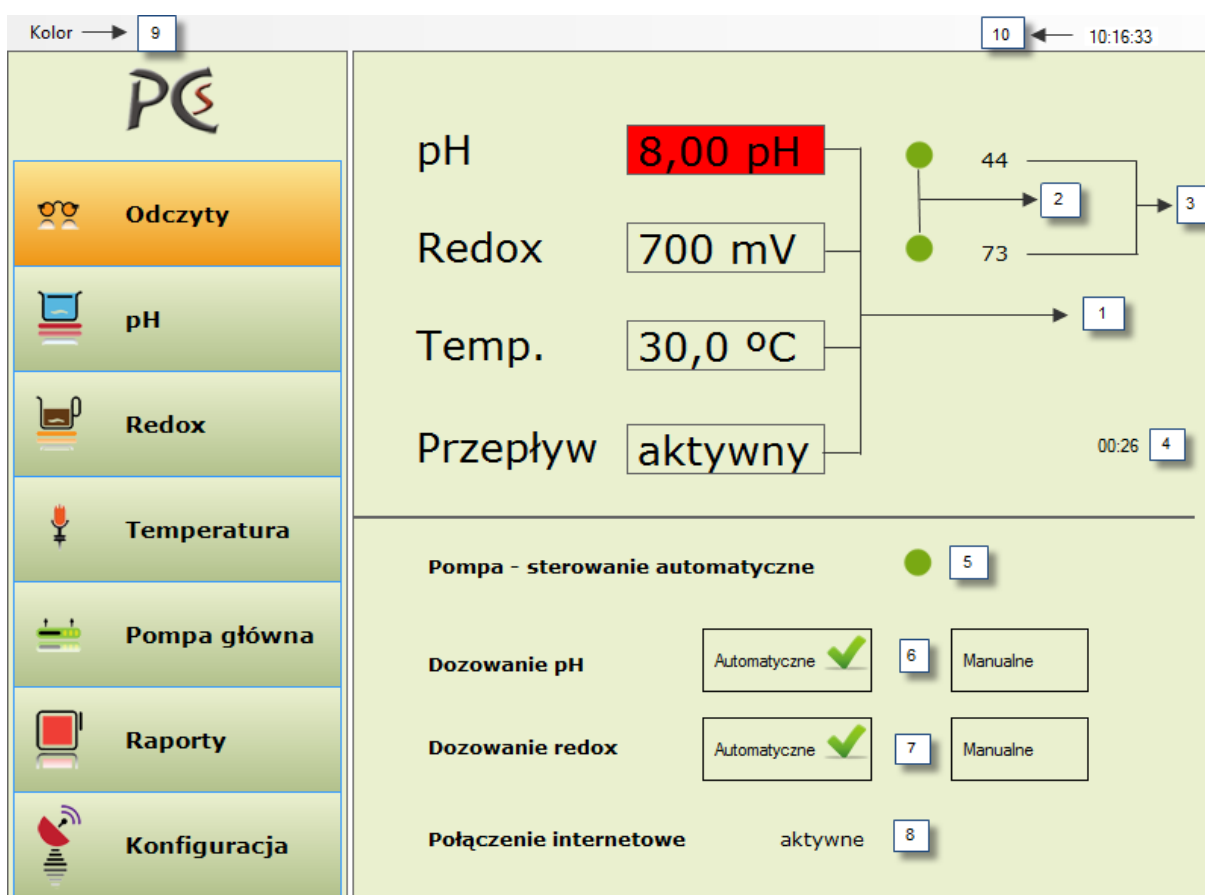 Kolor 9 10 10:16:33
PCs
Odczyty
pH
Redox
Temperatura
Pompa główna
Raporty
Konfiguracja
pH 8,00 pH 44
2 3
Redox 700 mV 73
1
Temp. 30,0 ºC
Przepływ aktywny 00:26 4
Pompa - sterowanie automatyczne 5
Dozowanie pH Automatyczne 6 Manualne
Dozowanie redox Automatyczne 7 Manualne
Połączenie internetowe aktywne 8